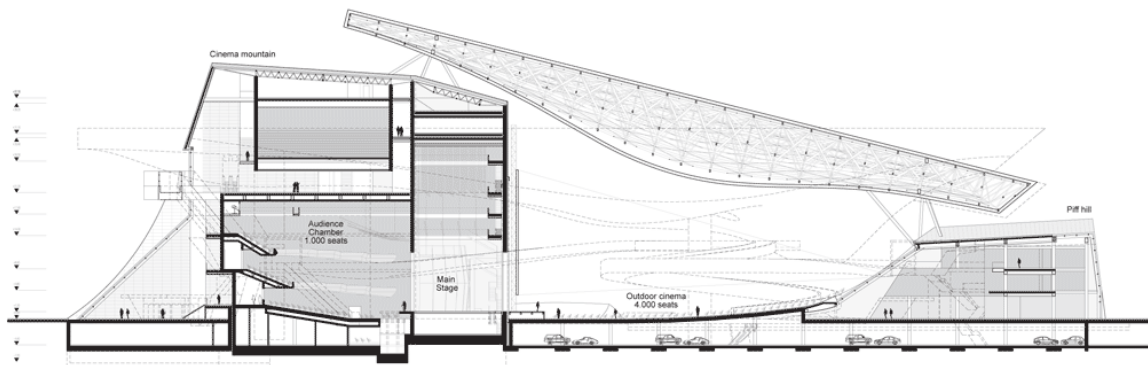 Cinema mountain
Piff hill
Audience
Chamber
1.000 seats
Main
Stage
Outdoor cinema
4.000 seats